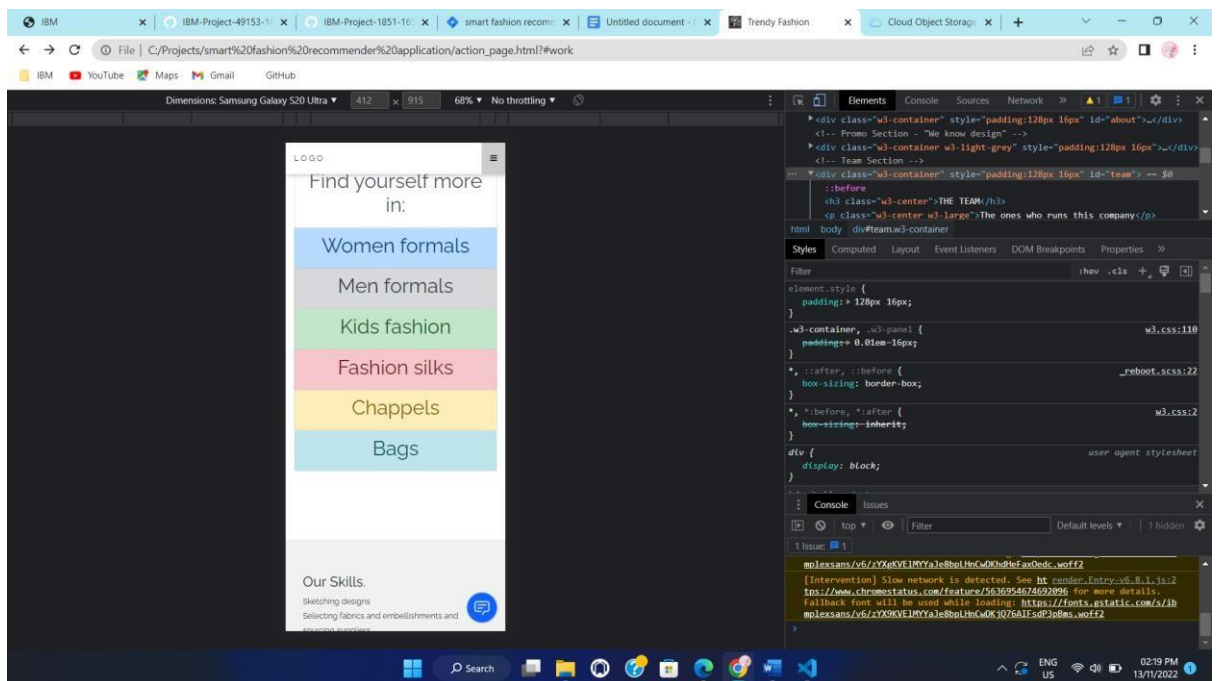 IBM
IBM-Project-49153-16
IBM-Project-1851-165
smart fashion recomm
Untitled document -
Trendy Fashion
Cloud Object Storage
File | C:/Projects/smart%20fashion%20recommender%20application/action_page.html?#work
IBM YouTube Maps Gmail GitHub
Dimensions: Samsung Galaxy S20 Ultra ▼ 412 × 915 68% ▼ No throttling ▼
LOGO
Find yourself more
in:
Women formals
Men formals
Kids fashion
Fashion silks
Chappels
Bags
Our Skills.
Sketching designs
Selecting fabrics and embellishments and
sourcing suppliers
Elements Console Sources Network » 1 1
<div class="w3-container" style="padding:128px 16px" id="about">…</div>
<!-- Promo Section - "We know design" -->
<div class="w3-container w3-light-grey" style="padding:128px 16px">…</div>
<!-- Team Section -->
<div class="w3-container" style="padding:128px 16px" id="team"> == $0
::before
<h3 class="w3-center">THE TEAM</h3>
<p class="w3-center w3-large">The ones who runs this company</p>
html body div#team.w3-container
Styles Computed Layout Event Listeners DOM Breakpoints Properties »
Filter :hov .cls +
element.style {
padding: 128px 16px;
}
.w3-container, .w3-panel { w3.css:110
padding: 0.01em 16px;
}
*, ::after, ::before { _reboot.scss:22
box-sizing: border-box;
}
*, *:before, *:after { w3.css:2
box-sizing: inherit;
}
div { user agent stylesheet
display: block;
}
Console Issues
top ▼ Filter Default levels ▼ 1 hidden
1 Issue: 1
[Intervention] Slow network is detected. See ht render.Entry-v6.8.1.js:2
tps://www.chromestatus.com/feature/5636954674692096 for more details.
Fallback font will be used while loading: https://fonts.gstatic.com/s/ib
Search
ENG
US
02:19 PM
13/11/2022
1